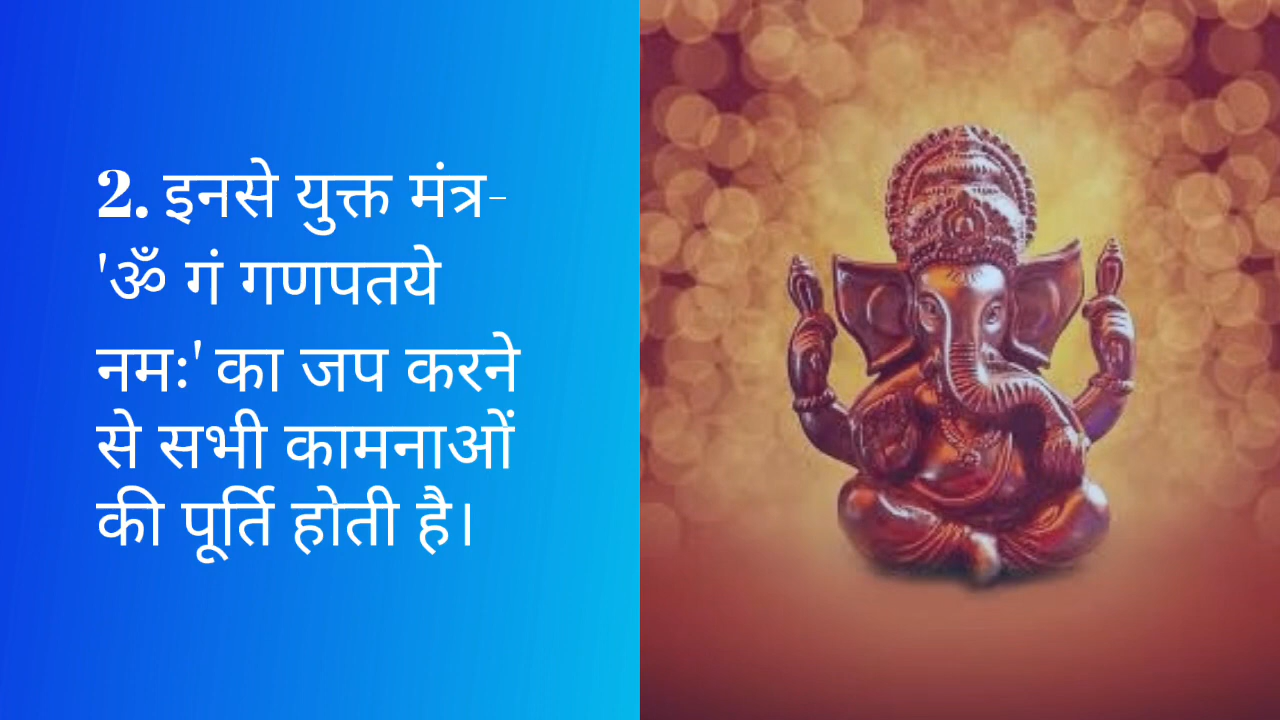 2. इनसे युक्त मंत्र-
'ॐ गं गणपतये
नमः' का जप करने
से सभी कामनाओं
की पूर्ति होती है।